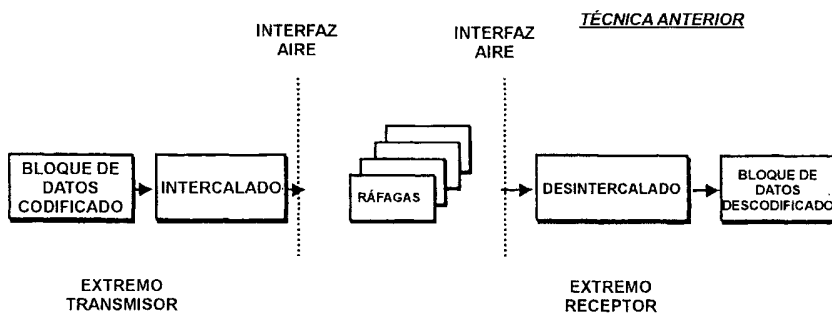 TÉCNICA ANTERIOR
INTERFAZ
AIRE
INTERFAZ
AIRE
BLOQUE DE
DATOS
CODIFICADO
INTERCALADO
RÁFAGAS
DESINTERCALADO
BLOQUE DE
DATOS
DESCODIFICADO
EXTREMO
TRANSMISOR
EXTREMO
RECEPTOR